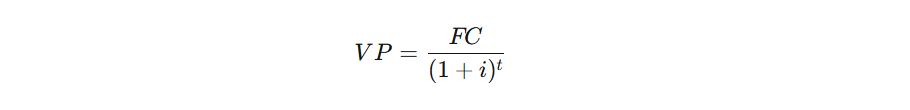 VP = FC / (1 + i)^t